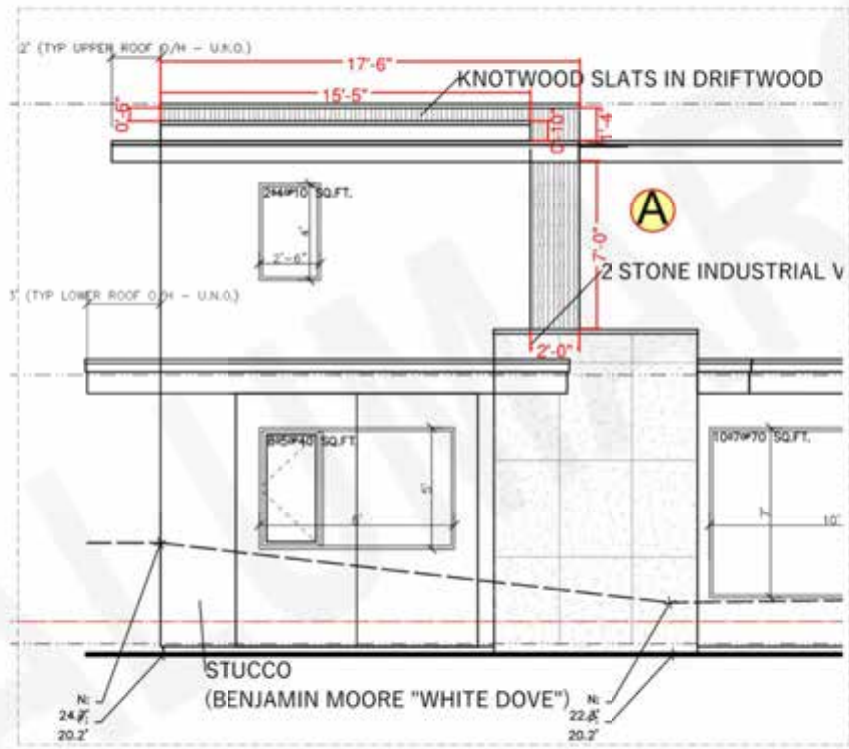 2' (TYP UPPER ROOF O/H - U.N.O.)
17'-6"
KNOTWOOD SLATS IN DRIFTWOOD
15'-5"
0'-6"
0'-10"
1'-4"
2'-6"
4'
A
7'-0"
2 STONE INDUSTRIAL V
3' (TYP LOWER ROOF O/H - U.N.O.)
2'-0"
SQ.FT.
SQ.FT.
SQ.FT.
5'
8'
7'
10'
STUCCO
(BENJAMIN MOORE "WHITE DOVE")
N:
20.2'
N:
20.2'